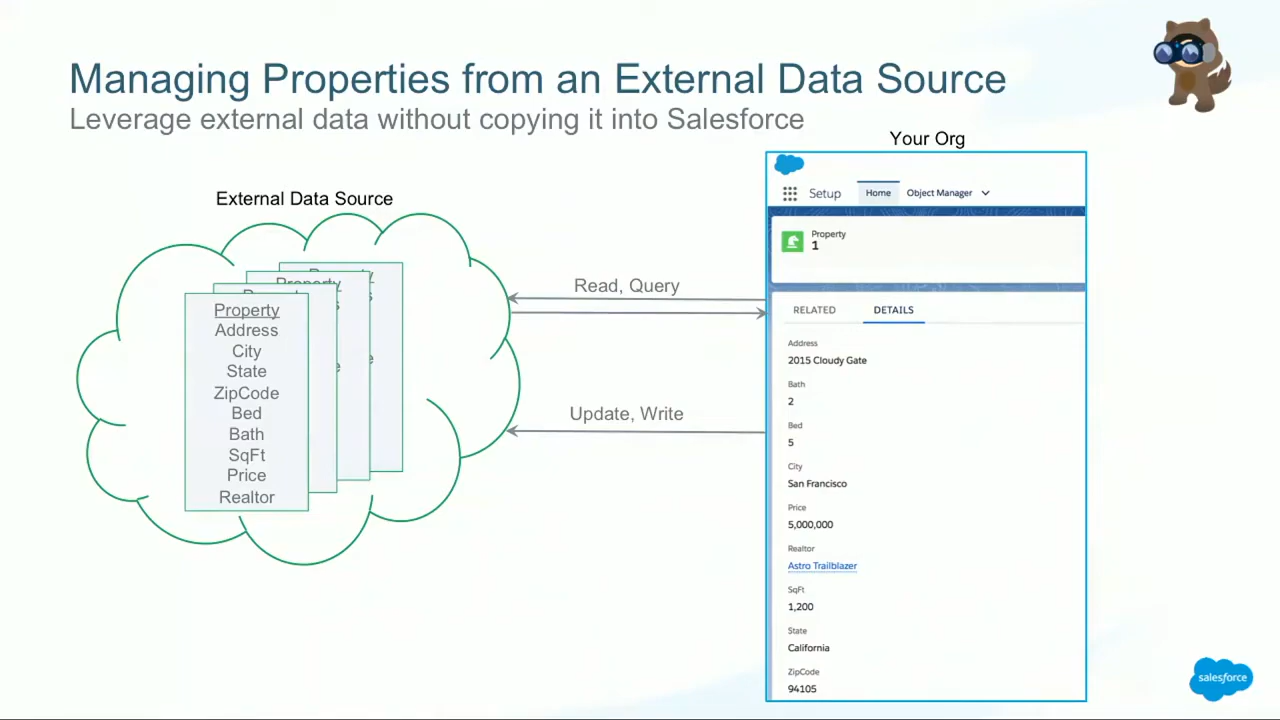 Managing Properties from an External Data Source
Leverage external data without copying it into Salesforce
External Data Source
Property
Property
Address
City
State
ZipCode
Bed
Bath
SqFt
Price
Realtor
Read, Query
Update, Write
Your Org
Setup
Home
Object Manager
Property
1
RELATED
DETAILS
Address
2015 Cloudy Gate
Bath
2
Bed
5
City
San Francisco
Price
5,000,000
Realtor
Astro Trailblazer
SqFt
1,200
State
California
ZipCode
94105
salesforce